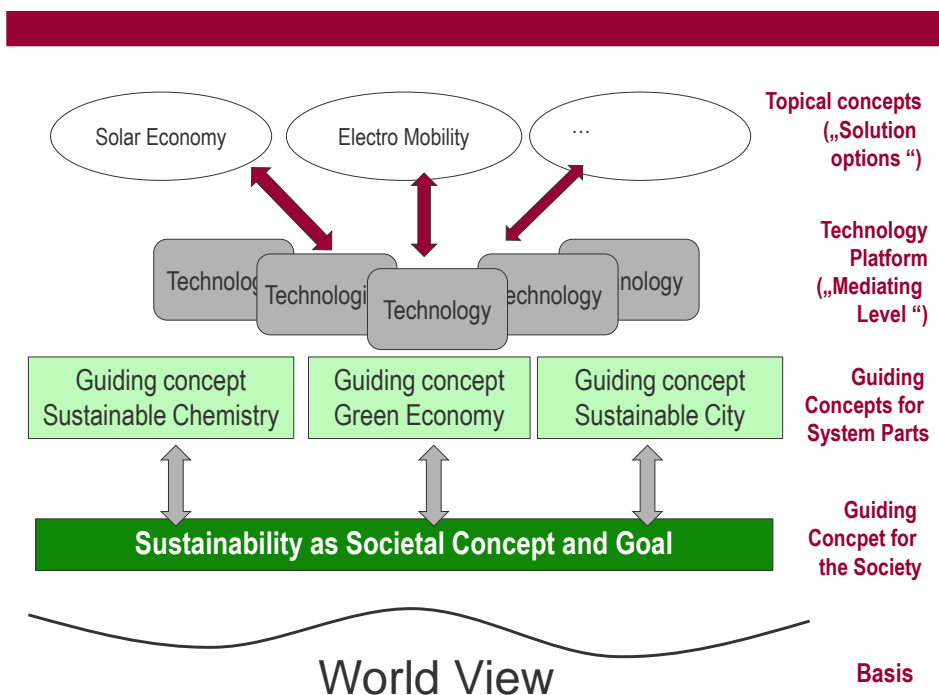 Solar Economy
Electro Mobility
…
Topical concepts
(„Solution
options “)
Technolog
Technologi
Technology
echnology
nology
Technology
Platform
(„Mediating
Level “)
Guiding concept
Sustainable Chemistry
Guiding concept
Green Economy
Guiding concept
Sustainable City
Guiding
Concepts for
System Parts
Sustainability as Societal Concept and Goal
Guiding
Concpet for
the Society
World View
Basis